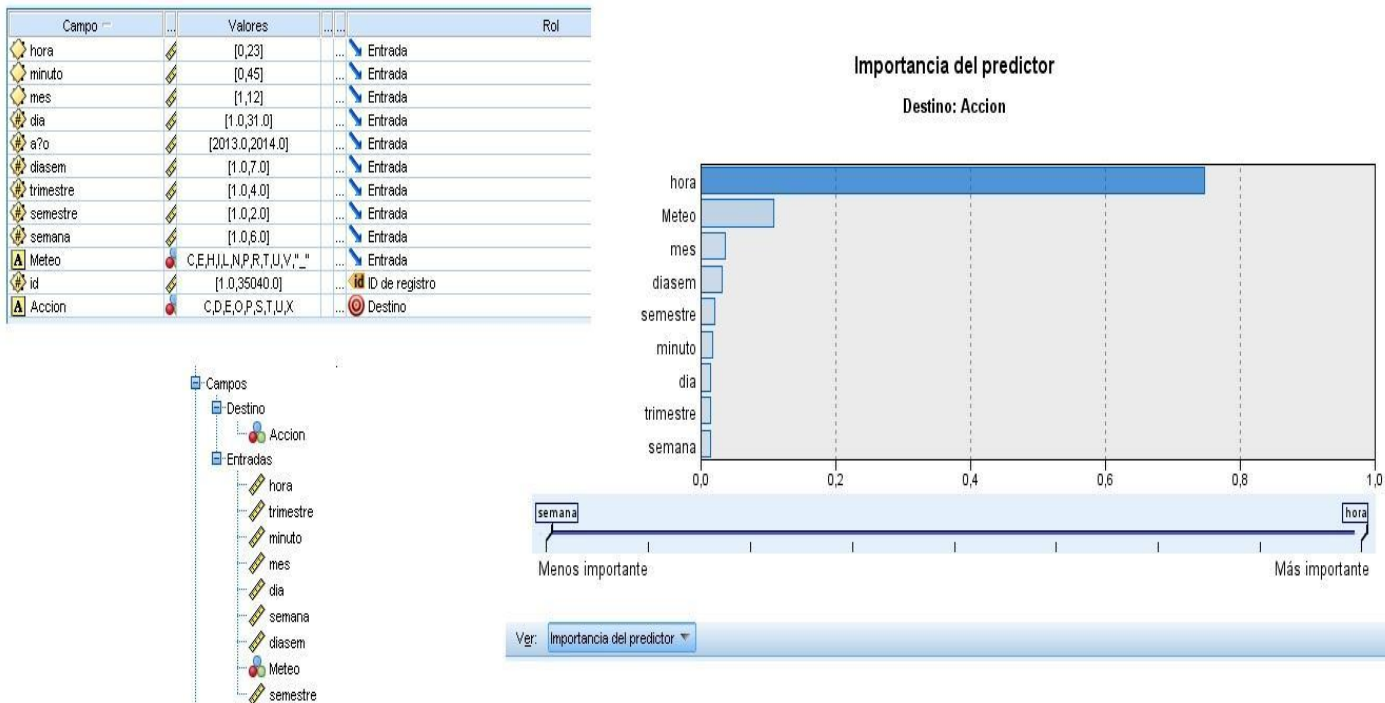 Campo ... Valores ... ... Rol
hora [0,23] ... Entrada
minuto [0,45] ... Entrada
mes [1,12] ... Entrada
dia [1.0,31.0] ... Entrada
a?o [2013.0,2014.0] ... Entrada
diasem [1.0,7.0] ... Entrada
trimestre [1.0,4.0] ... Entrada
semestre [1.0,2.0] ... Entrada
semana [1.0,6.0] ... Entrada
A Meteo C,E,H,I,L,N,P,R,T,U,V,"_" ... Entrada
id [1.0,35040.0] ... id ID de registro
A Accion C,D,E,O,P,S,T,U,X ... Destino
Campos
Destino
Accion
Entradas
hora
trimestre
minuto
mes
dia
semana
diasem
Meteo
semestre
Importancia del predictor
Destino: Accion
hora
Meteo
mes
diasem
semestre
minuto
dia
trimestre
semana
0,0 0,2 0,4 0,6 0,8 1,0
semana hora
Menos importante Más importante
Ver: Importancia del predictor